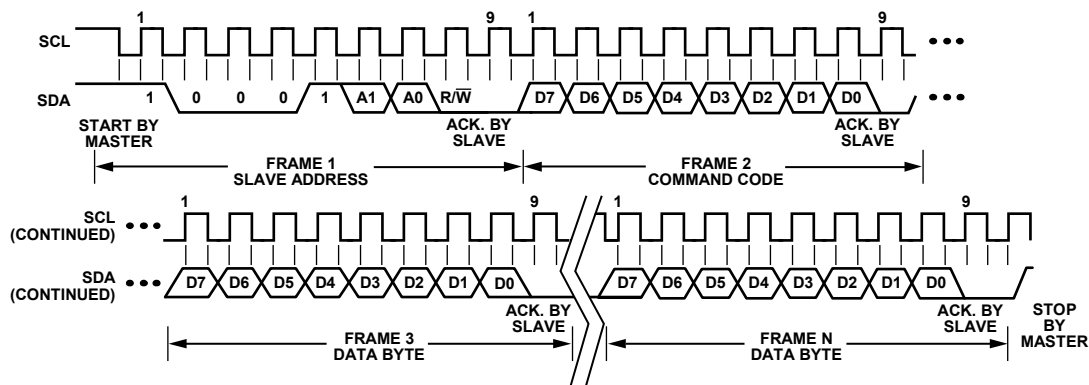 1 9 1 9
SCL
SDA 1 0 0 0 1 A1 A0 R/W̅ D7 D6 D5 D4 D3 D2 D1 D0
START BY MASTER
ACK. BY SLAVE
ACK. BY SLAVE
FRAME 1 SLAVE ADDRESS
FRAME 2 COMMAND CODE
1 9 1 9
SCL (CONTINUED)
SDA (CONTINUED) D7 D6 D5 D4 D3 D2 D1 D0 D7 D6 D5 D4 D3 D2 D1 D0
ACK. BY SLAVE
ACK. BY SLAVE
STOP BY MASTER
FRAME 3 DATA BYTE
FRAME N DATA BYTE